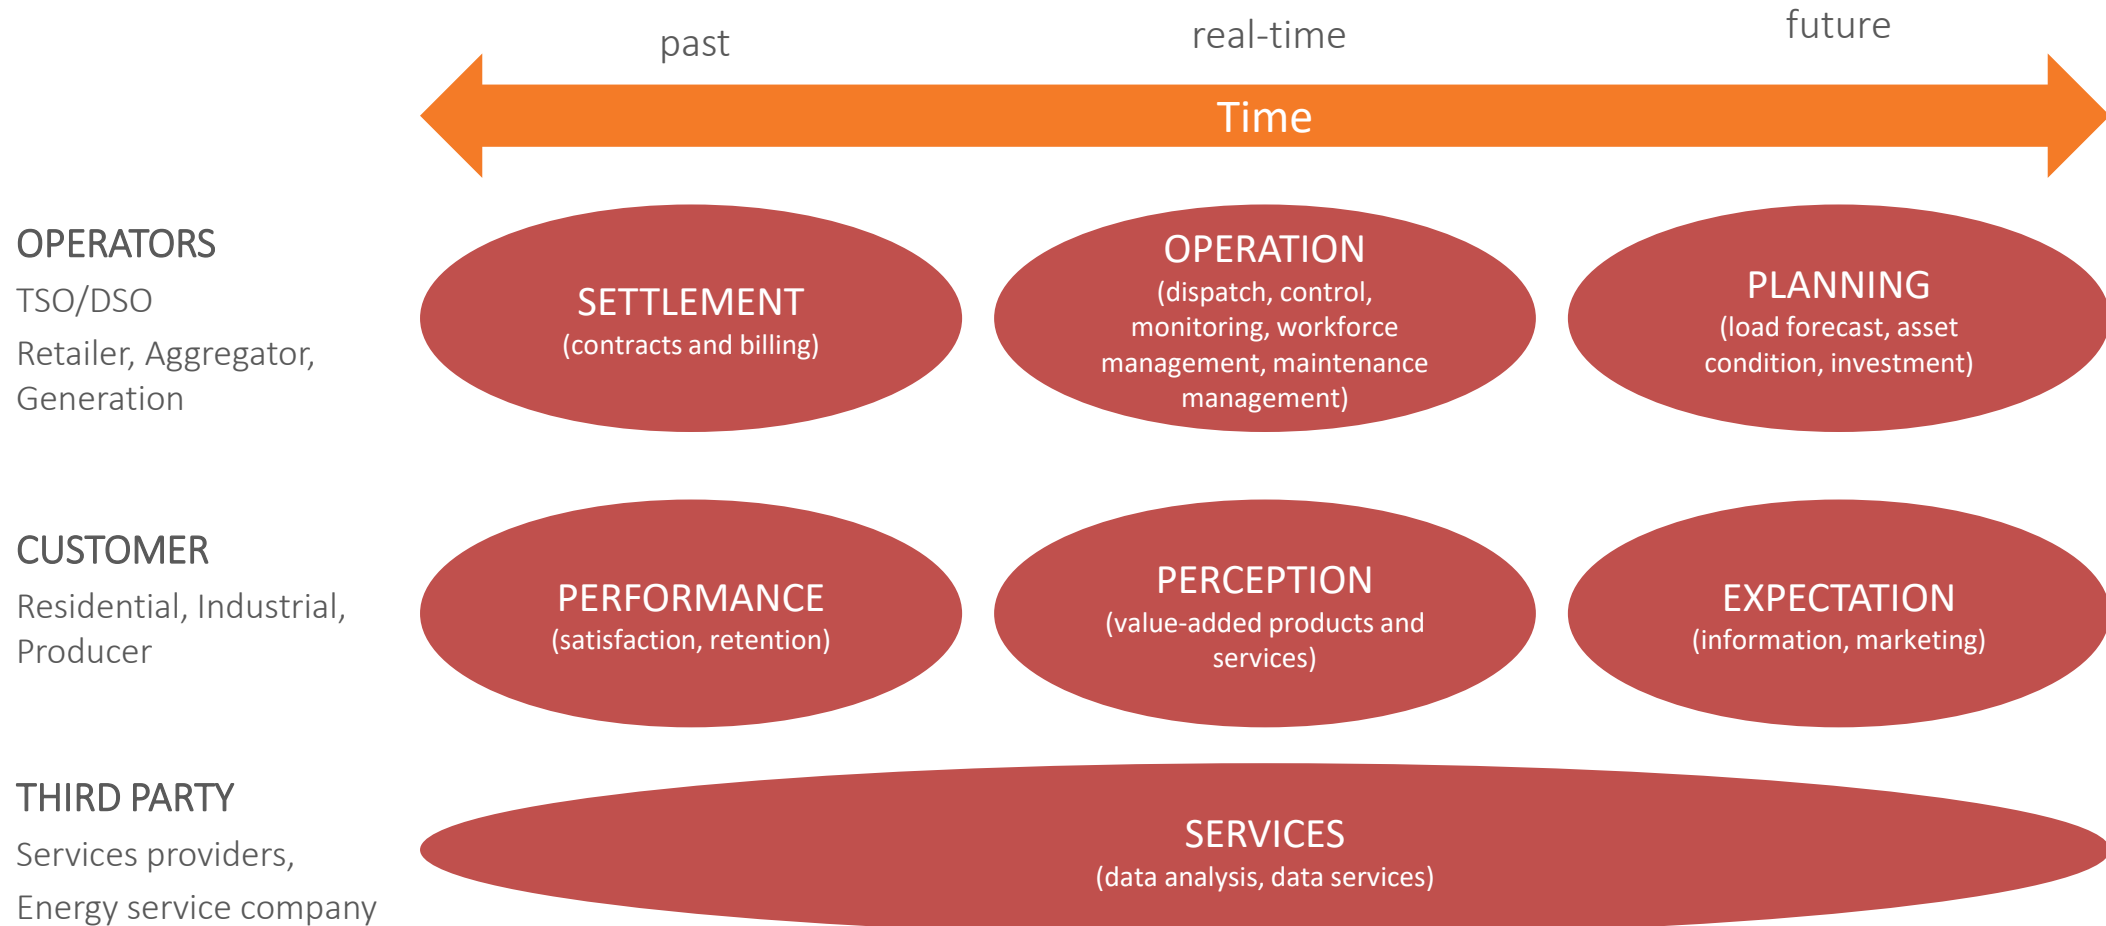 past
real-time
future
Time
OPERATORS
TSO/DSO
Retailer, Aggregator,
Generation
SETTLEMENT
(contracts and billing)
OPERATION
(dispatch, control,
monitoring, workforce
management, maintenance
management)
PLANNING
(load forecast, asset
condition, investment)
CUSTOMER
Residential, Industrial,
Producer
PERFORMANCE
(satisfaction, retention)
PERCEPTION
(value-added products and
services)
EXPECTATION
(information, marketing)
THIRD PARTY
Services providers,
Energy service company
SERVICES
(data analysis, data services)